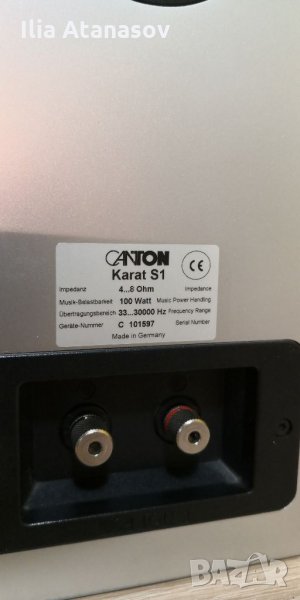 Ilia Atanasov
CANTON
Karat S1
Impedanz 4...8 Ohm Impedance
Musik-Belastbarkeit 100 Watt Music Power Handling
Übertragungsbereich 33...30000 Hz Frequency Range
Geräte-Nummer C 101597 Serial Number
Made in Germany
CE
BAZAR